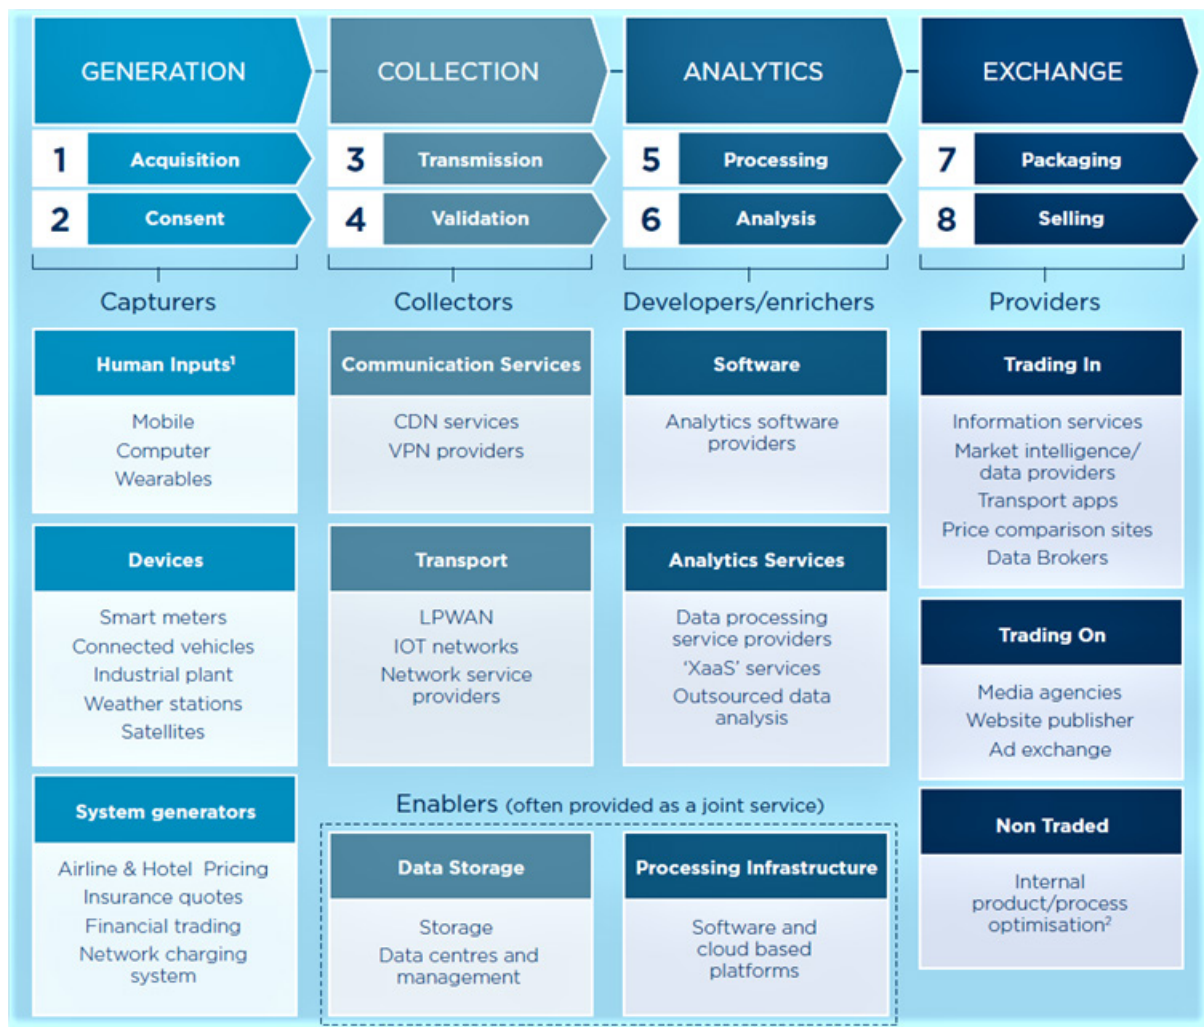 GENERATION
COLLECTION
ANALYTICS
EXCHANGE
1 Acquisition
3 Transmission
5 Processing
7 Packaging
2 Consent
4 Validation
6 Analysis
8 Selling
Capturers
Collectors
Developers/enrichers
Providers
Human Inputs¹
Mobile
Computer
Wearables
Devices
Smart meters
Connected vehicles
Industrial plant
Weather stations
Satellites
System generators
Airline & Hotel Pricing
Insurance quotes
Financial trading
Network charging
system
Communication Services
CDN services
VPN providers
Transport
LPWAN
IOT networks
Network service
providers
Software
Analytics software
providers
Analytics Services
Data processing
service providers
‘XaaS’ services
Outsourced data
analysis
Enablers (often provided as a joint service)
Data Storage
Storage
Data centres and
management
Processing Infrastructure
Software and
cloud based
platforms
Trading In
Information services
Market intelligence/
data providers
Transport apps
Price comparison sites
Data Brokers
Trading On
Media agencies
Website publisher
Ad exchange
Non Traded
Internal
product/process
optimisation²